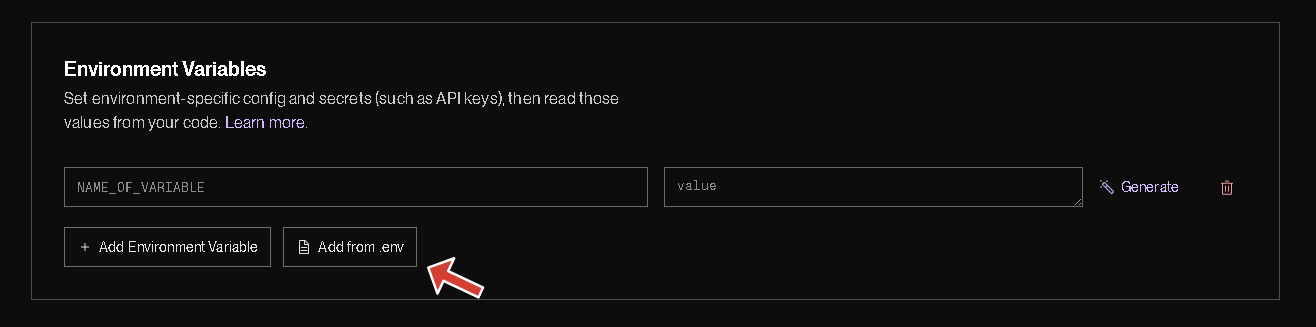 Environment Variables
Set environment-specific config and secrets (such as API keys), then read those
values from your code. Learn more.
NAME_OF_VARIABLE
value
Generate
+ Add Environment Variable
Add from .env